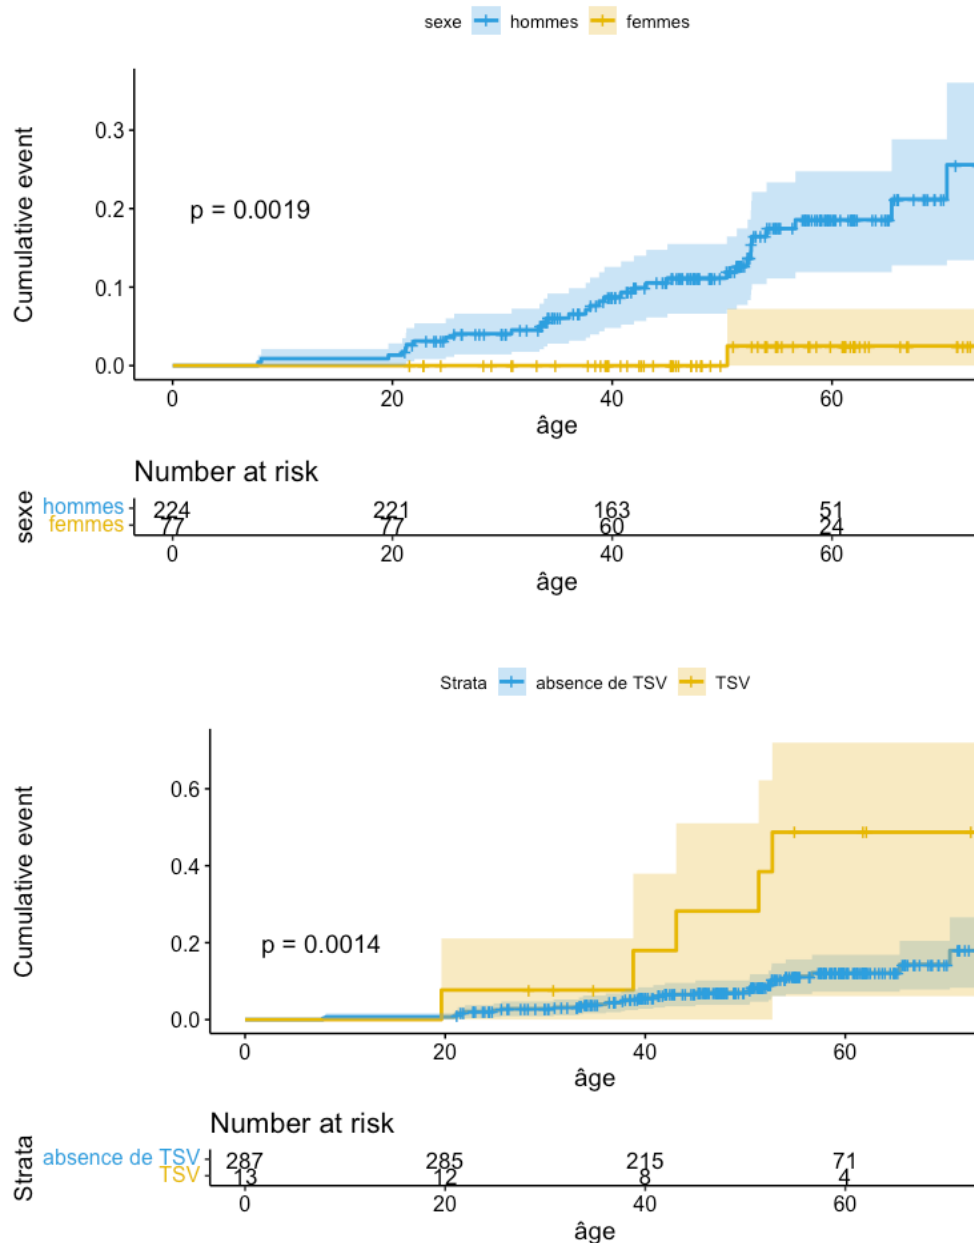 sexe hommes femmes
Cumulative event
0.3
0.2
0.1
0.0
p = 0.0019
0 20 40 60
âge
Number at risk
sexe
hommes 224 221 163 51
femmes 77 77 60 24
0 20 40 60
âge
Strata absence de TSV TSV
Cumulative event
0.6
0.4
0.2
0.0
p = 0.0014
0 20 40 60
âge
Number at risk
Strata
absence de TSV 287 285 215 71
TSV 13 12 8 4
0 20 40 60
âge